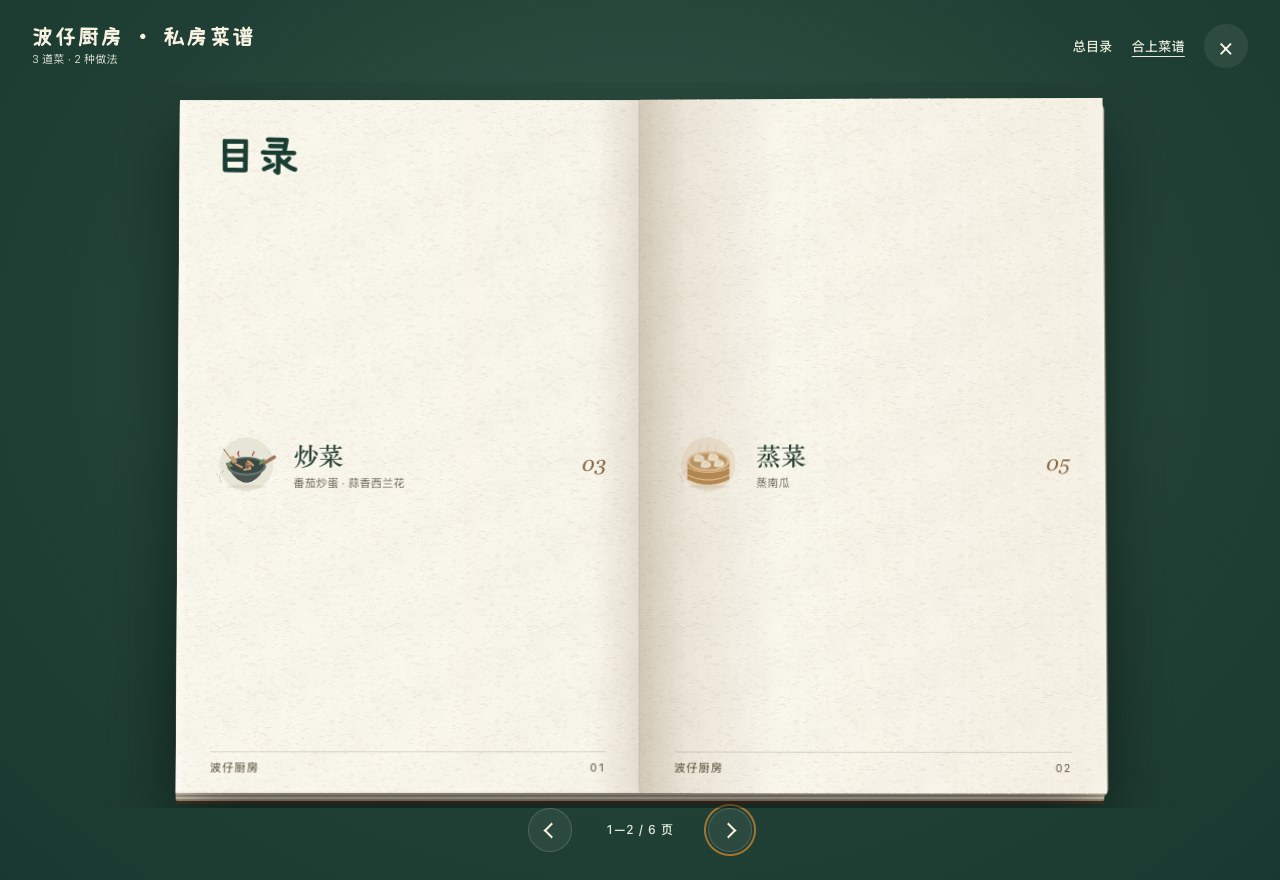 波仔厨房 · 私房菜谱
3 道菜 · 2 种做法
总目录
合上菜谱
目录
炒菜
番茄炒蛋 · 蒜香西兰花
03
蒸菜
蒸南瓜
05
波仔厨房
01
波仔厨房
02
1—2 / 6 页